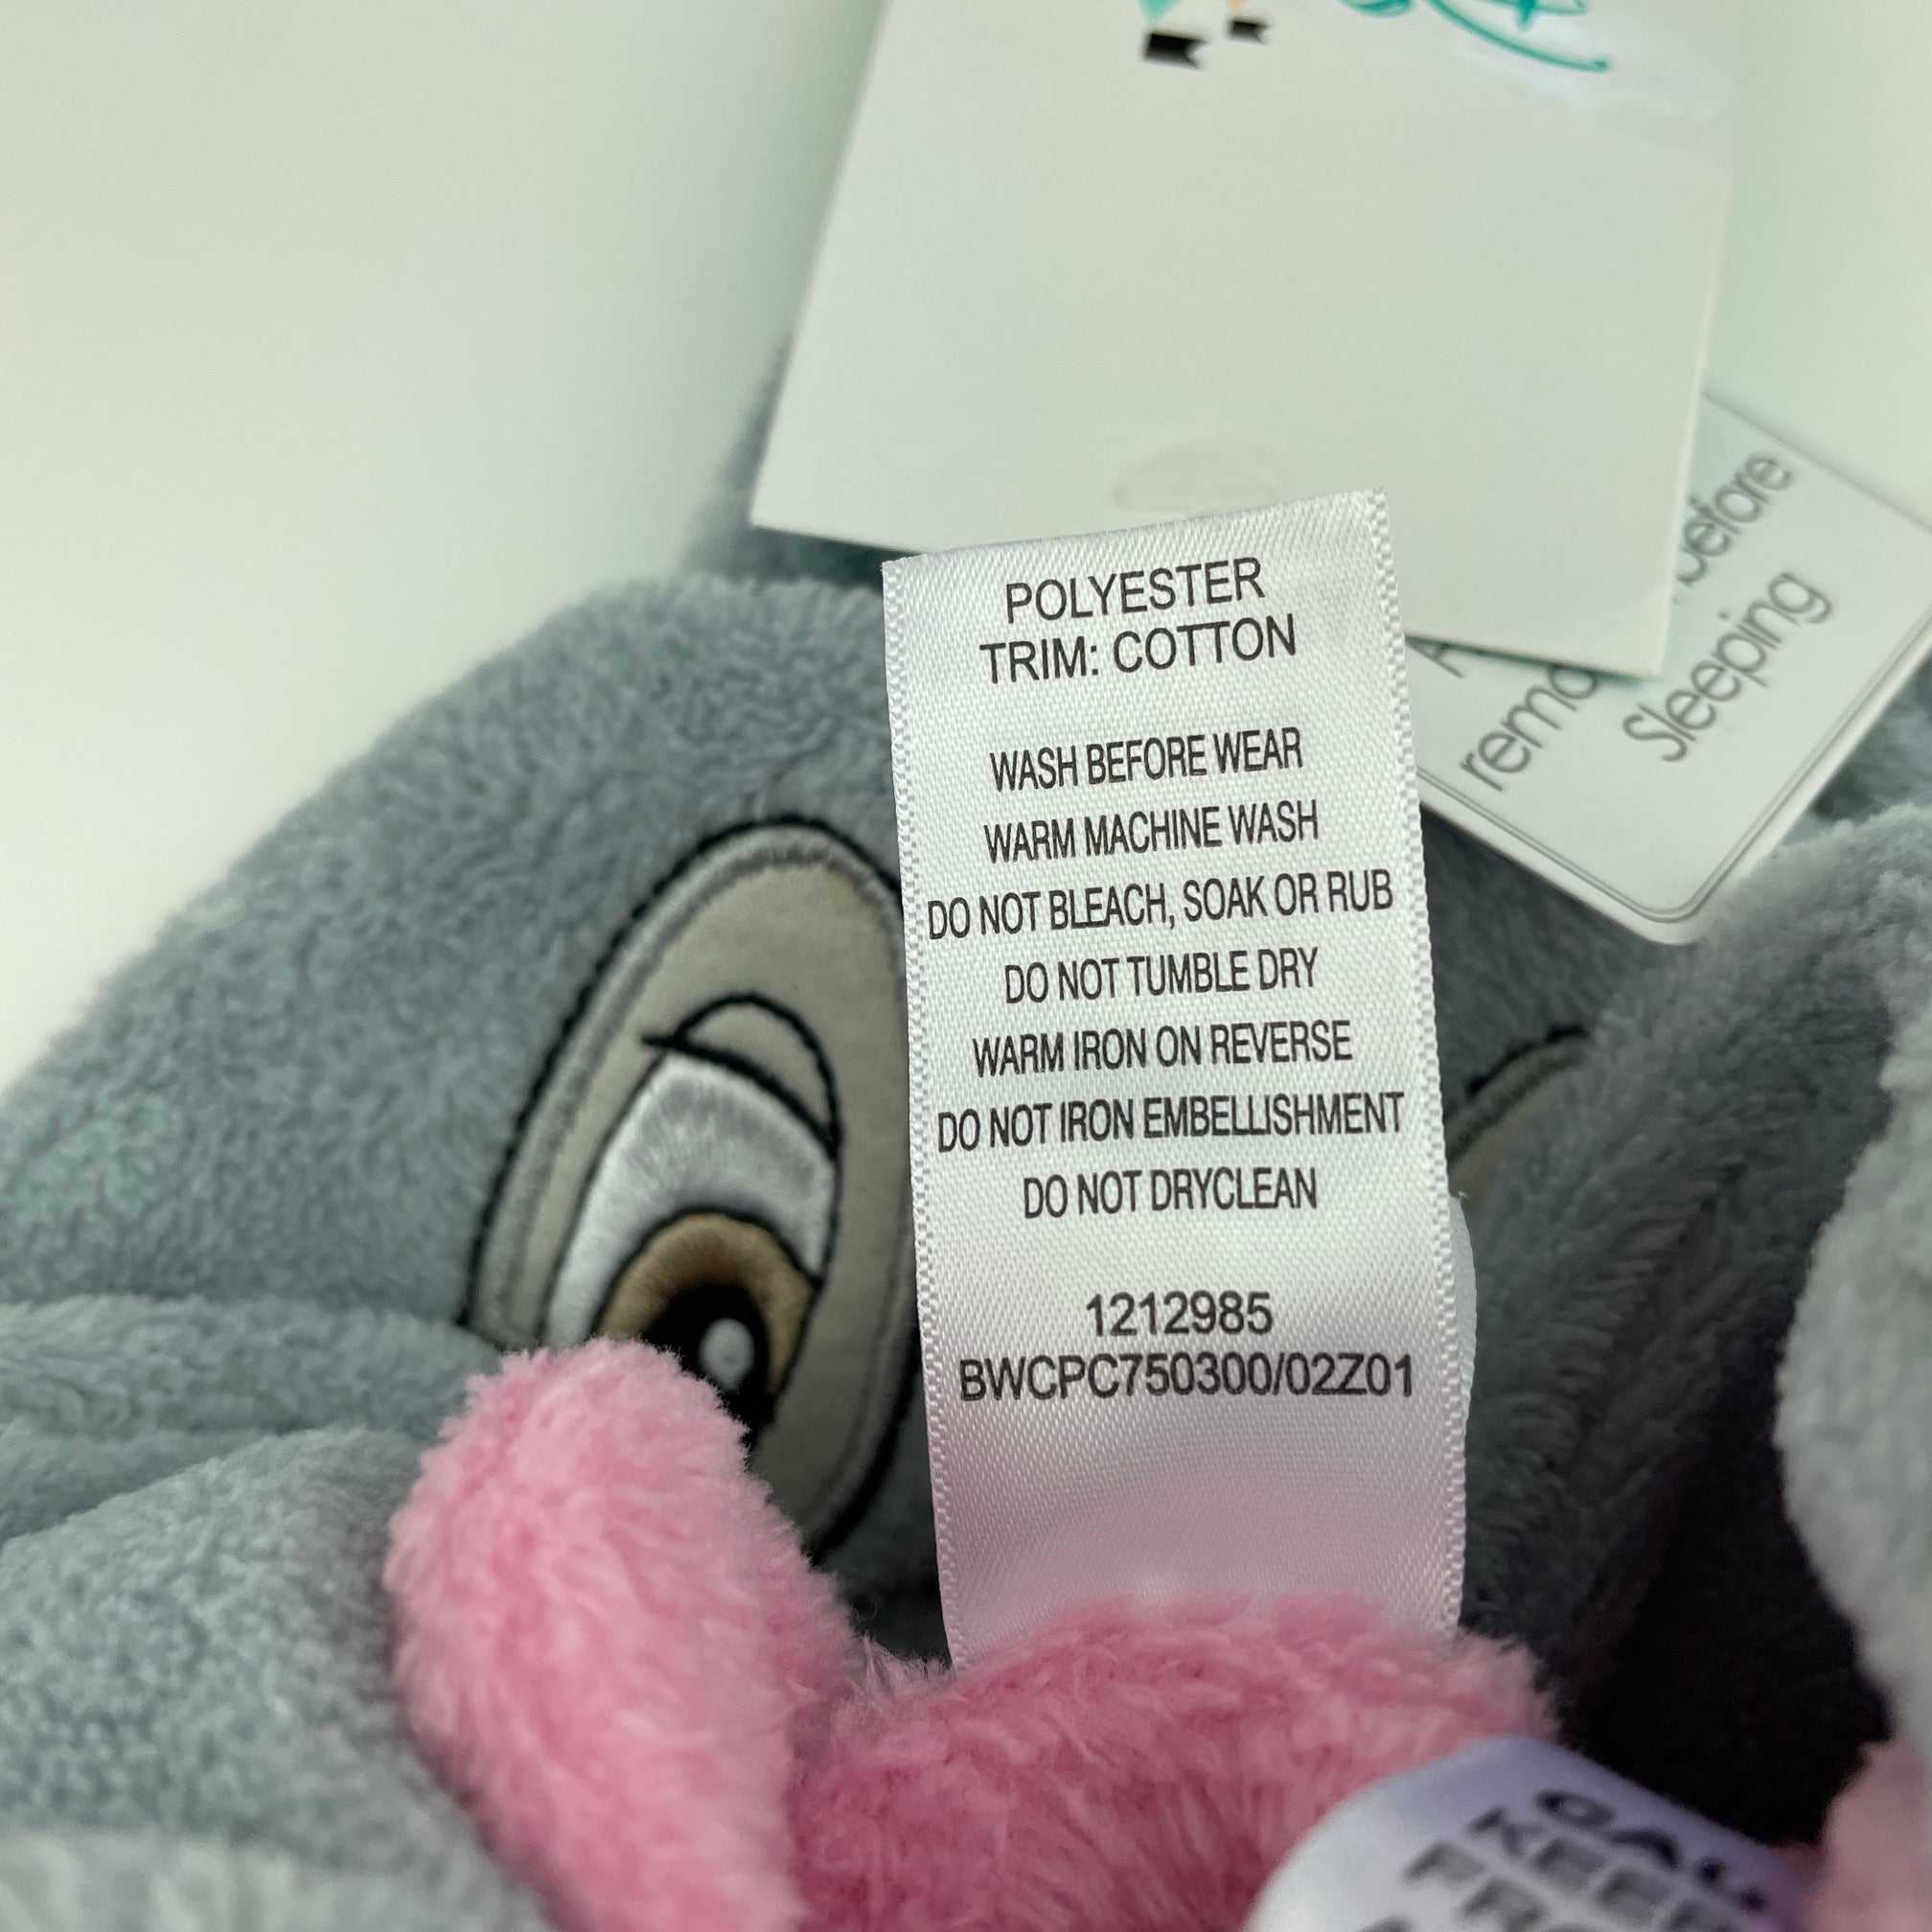 POLYESTER
TRIM: COTTON
WASH BEFORE WEAR
WARM MACHINE WASH
DO NOT BLEACH, SOAK OR RUB
DO NOT TUMBLE DRY
WARM IRON ON REVERSE
DO NOT IRON EMBELLISHMENT
DO NOT DRYCLEAN
1212985
BWCPC750300/02Z01
Sleeping